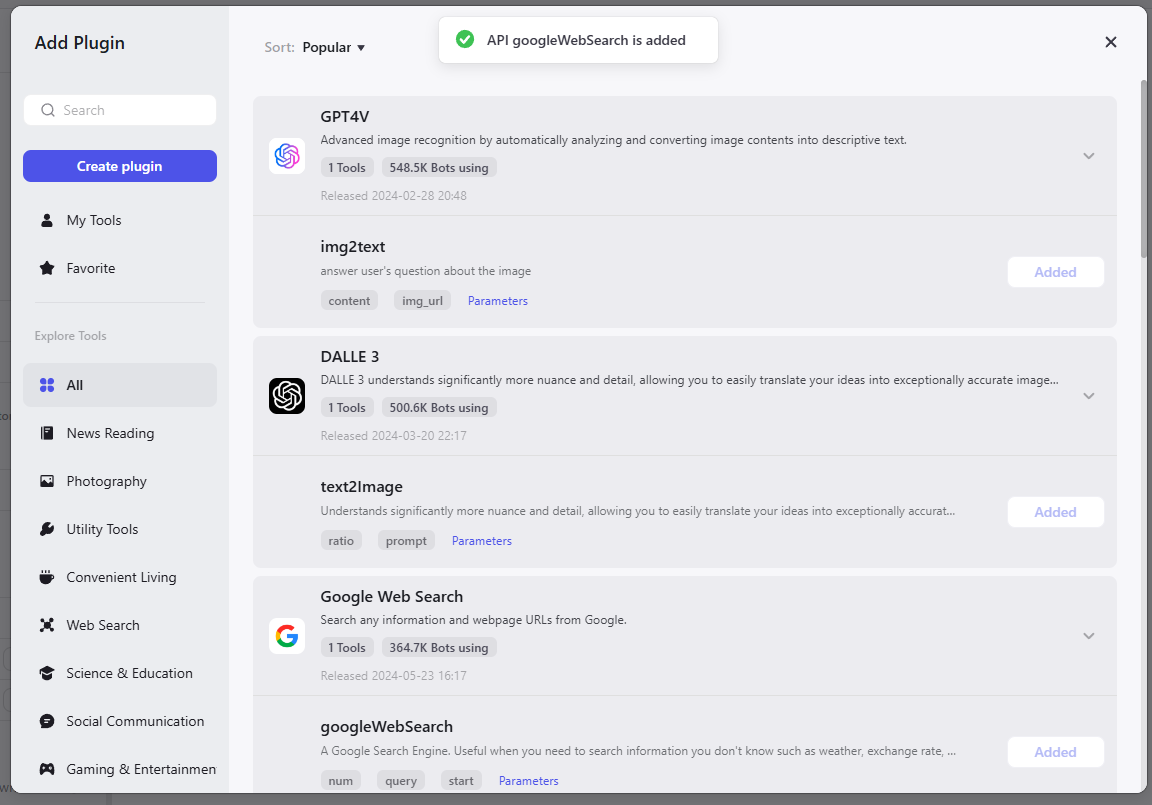 Add Plugin
Search
Create plugin
My Tools
Favorite
Explore Tools
All
News Reading
Photography
Utility Tools
Convenient Living
Web Search
Science & Education
Social Communication
Gaming & Entertainmen
Sort: Popular
API googleWebSearch is added
GPT4V
Advanced image recognition by automatically analyzing and converting image contents into descriptive text.
1 Tools 548.5K Bots using
Released 2024-02-28 20:48
img2text
answer user's question about the image
Added
content img_url Parameters
DALLE 3
DALLE 3 understands significantly more nuance and detail, allowing you to easily translate your ideas into exceptionally accurate image...
1 Tools 500.6K Bots using
Released 2024-03-20 22:17
text2Image
Understands significantly more nuance and detail, allowing you to easily translate your ideas into exceptionally accurat...
Added
ratio prompt Parameters
Google Web Search
Search any information and webpage URLs from Google.
1 Tools 364.7K Bots using
Released 2024-05-23 16:17
googleWebSearch
A Google Search Engine. Useful when you need to search information you don't know such as weather, exchange rate, ...
Added
num query start Parameters